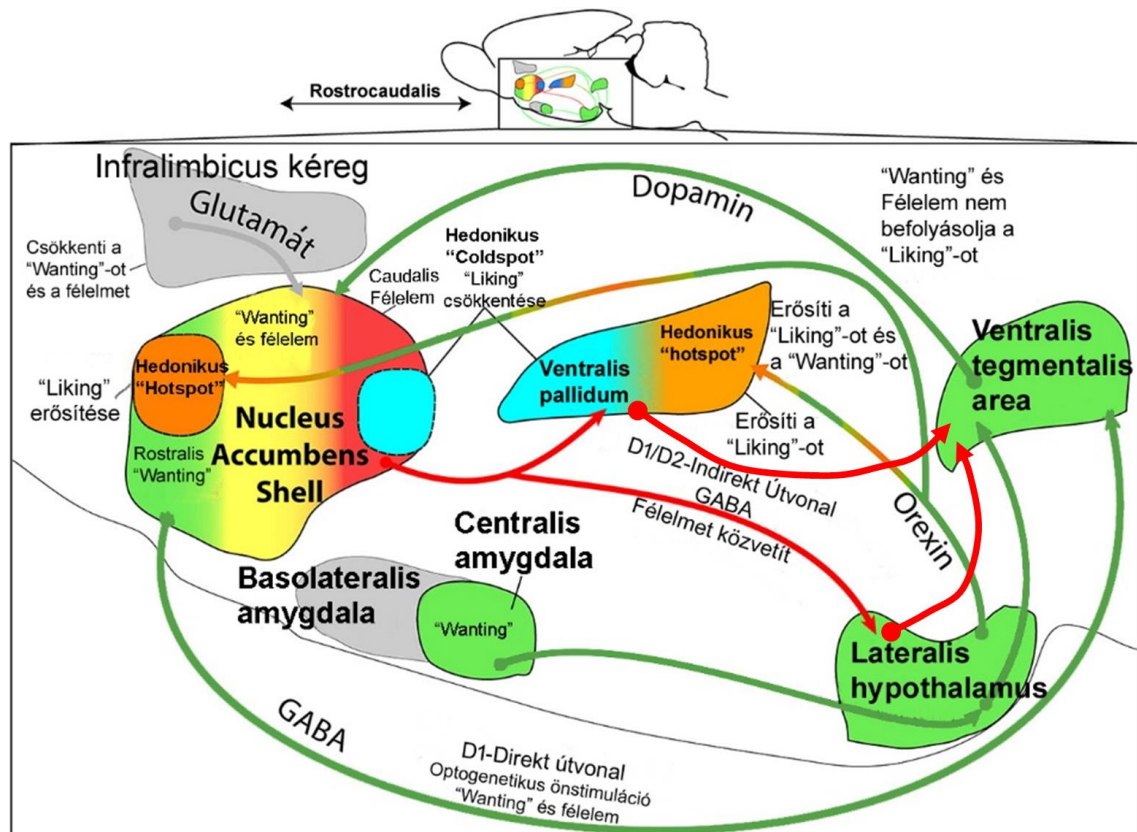 Rostrocaudalis
Infralimbicus kéreg
Glutamát
Csökkenti a
“Wanting”-ot
és a félelmet
Dopamin
“Wanting” és
Félelem nem
befolyásolja a
“Liking”-ot
Hedonikus
“Coldspot”
“Liking”
csökkentése
Caudalis
Félelem
“Wanting”
és félelem
Hedonikus
“Hotspot”
“Liking”
erősítése
Rostralis
“Wanting”
Nucleus
Accumbens
Shell
Ventralis
pallidum
Hedonikus
“hotspot”
Erősíti a
“Liking”-ot és
a “Wanting”-ot
Erősíti a
“Liking”-ot
Ventralis
tegmentalis
area
D1/D2-Indirekt Útvonal
GABA
Félelmet közvetít
Orexin
Centralis
amygdala
Basolateralis
amygdala
“Wanting”
Lateralis
hypothalamus
GABA
D1-Direkt útvonal
Optogenetikus önstimuláció
“Wanting” és félelem